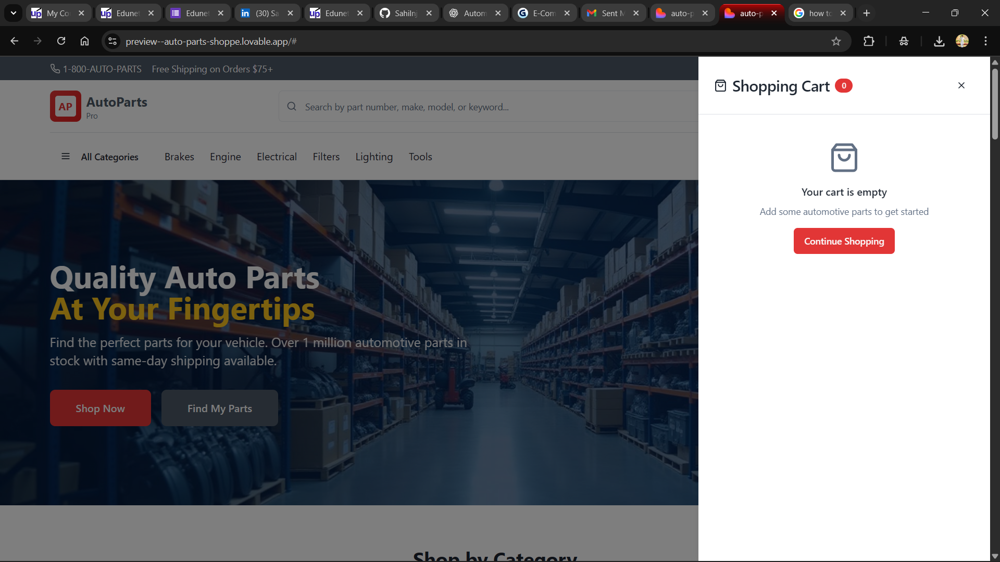 My Co
Edunet
Edunet
(30) Sa
Edunet
Sahilnj
Autom
E-Com
Sent M
auto-p
auto-p
how to
preview--auto-parts-shoppe.lovable.app/#
1-800-AUTO-PARTS Free Shipping on Orders $75+
AP
AutoParts
Pro
Search by part number, make, model, or keyword...
All Categories Brakes Engine Electrical Filters Lighting Tools
Quality Auto Parts
At Your Fingertips
Find the perfect parts for your vehicle. Over 1 million automotive parts in
stock with same-day shipping available.
Shop Now
Find My Parts
Shop by Category
Shopping Cart 0
Your cart is empty
Add some automotive parts to get started
Continue Shopping